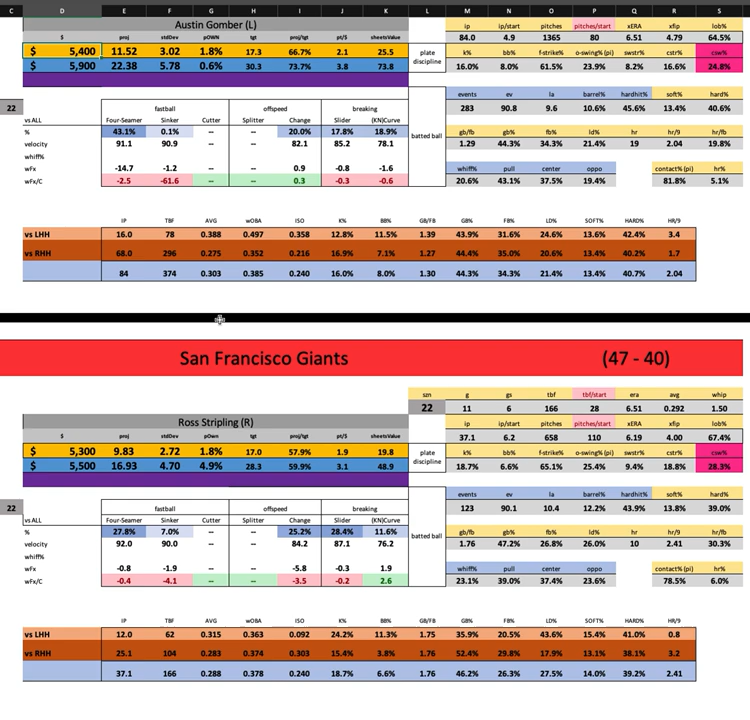 C D E F G H I J K L M N O P Q R S
Austin Gomber (L) ip ip/start pitches pitches/start xERA xfip lob%
84.0 4.9 1365 80 6.51 4.79 64.5%
$ proj stdDev pOWN tgt proj/tgt pt/$ sheetsValue
$ 5,400 11.52 3.02 1.8% 17.3 66.7% 2.1 25.5 plate discipline k% bb% f-strike% o-swing% (pi) swstr% cstr% csw%
$ 5,900 22.38 5.78 0.6% 30.3 73.7% 3.8 73.8 16.0% 8.0% 61.5% 23.9% 8.2% 16.6% 24.8%
events ev la barrel% hardhit% soft% hard%
22 fastball offspeed breaking 283 90.8 9.6 10.6% 45.6% 13.4% 40.6%
vs ALL Four-Seamer Sinker Cutter Splitter Change Slider (KN)Curve
% 43.1% 0.1% -- -- 20.0% 17.8% 18.9% batted ball gb/fb gb% fb% ld% hr hr/9 hr/fb
velocity 91.1 90.9 -- -- 82.1 85.2 78.1 1.29 44.3% 34.3% 21.4% 19 2.04 19.8%
whiff%
wFx -14.7 -1.2 -- -- 0.9 -0.8 -1.6 whiff% pull center oppo contact% (pi) hr%
wFx/C -2.5 -61.6 -- -- 0.3 -0.3 -0.6 20.6% 43.1% 37.5% 19.4% 81.8% 5.1%
IP TBF AVG wOBA ISO K% BB% GB/FB GB% FB% LD% SOFT% HARD% HR/9
vs LHH 16.0 78 0.388 0.497 0.358 12.8% 11.5% 1.39 43.9% 31.6% 24.6% 13.6% 42.4% 3.4
vs RHH 68.0 296 0.275 0.352 0.216 16.9% 7.1% 1.27 44.4% 35.0% 20.6% 13.4% 40.2% 1.7
84 374 0.303 0.385 0.240 16.0% 8.0% 1.30 44.3% 34.3% 21.4% 13.4% 40.7% 2.04
San Francisco Giants (47 - 40)
szn g gs tbf tbf/start era avg whip
22 11 6 166 28 6.51 0.292 1.50
Ross Stripling (R) ip ip/start pitches pitches/start xERA xfip lob%
37.1 6.2 658 110 6.19 4.00 62.8%
$ proj stdDev pOwn tgt proj/tgt pt/$ sheetsValue
$ 5,300 9.83 2.72 1.8% 17.0 57.9% 1.9 19.8 plate discipline k% bb% f-strike% o-swing% (pi) swstr% cstr% csw%
$ 5,500 16.93 4.70 4.9% 28.3 59.9% 3.1 48.9 18.7% 6.6% 65.1% 25.4% 9.4% 18.8% 28.3%
events ev la barrel% hardhit% soft% hard%
22 fastball offspeed breaking 123 90.1 10.4 12.2% 43.9% 13.8% 39.0%
vs ALL Four-Seamer Sinker Cutter Splitter Change Slider (KN)Curve
% 27.8% 7.0% -- -- 25.2% 28.4% 11.6% batted ball gb/fb gb% fb% ld% hr hr/9 hr/fb
velocity 92.0 90.0 -- -- 84.2 87.1 76.2 1.76 47.2% 26.8% 26.0% 10 2.41 30.3%
whiff%
wFx -0.8 -1.9 -- -- -5.8 -0.3 1.9 whiff% pull center oppo contact% (pi) hr%
wFx/C -0.4 -4.1 -- -- -3.5 -0.2 2.6 23.1% 39.0% 37.4% 23.6% 78.5% 6.0%
IP TBF AVG wOBA ISO K% BB% GB/FB GB% FB% LD% SOFT% HARD% HR/9
vs LHH 12.0 62 0.315 0.363 0.092 24.2% 11.3% 1.75 35.9% 20.5% 43.6% 15.4% 41.0% 0.8
vs RHH 25.1 104 0.283 0.374 0.303 15.4% 3.8% 1.76 52.4% 29.8% 17.9% 13.1% 38.1% 3.2
37.1 166 0.288 0.378 0.240 18.7% 6.6% 1.76 46.2% 26.3% 27.5% 14.0% 39.2% 2.41